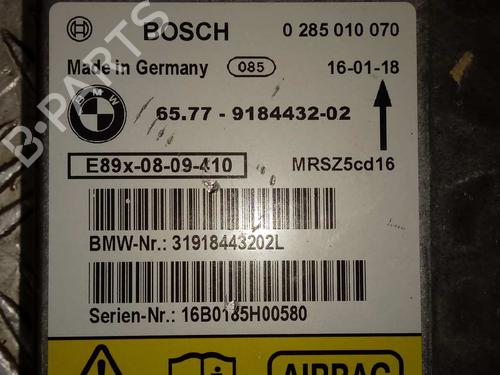 BOSCH 0 285 010 070
Made in Germany 085 16-01-18
BMW 65.77 - 9184432-02
E89x-08-09-410 MRSZ5cd16
BMW-Nr.: 31918443202L
Serien-Nr.: 16B0185H00580
AIRBAG
B-PARTS